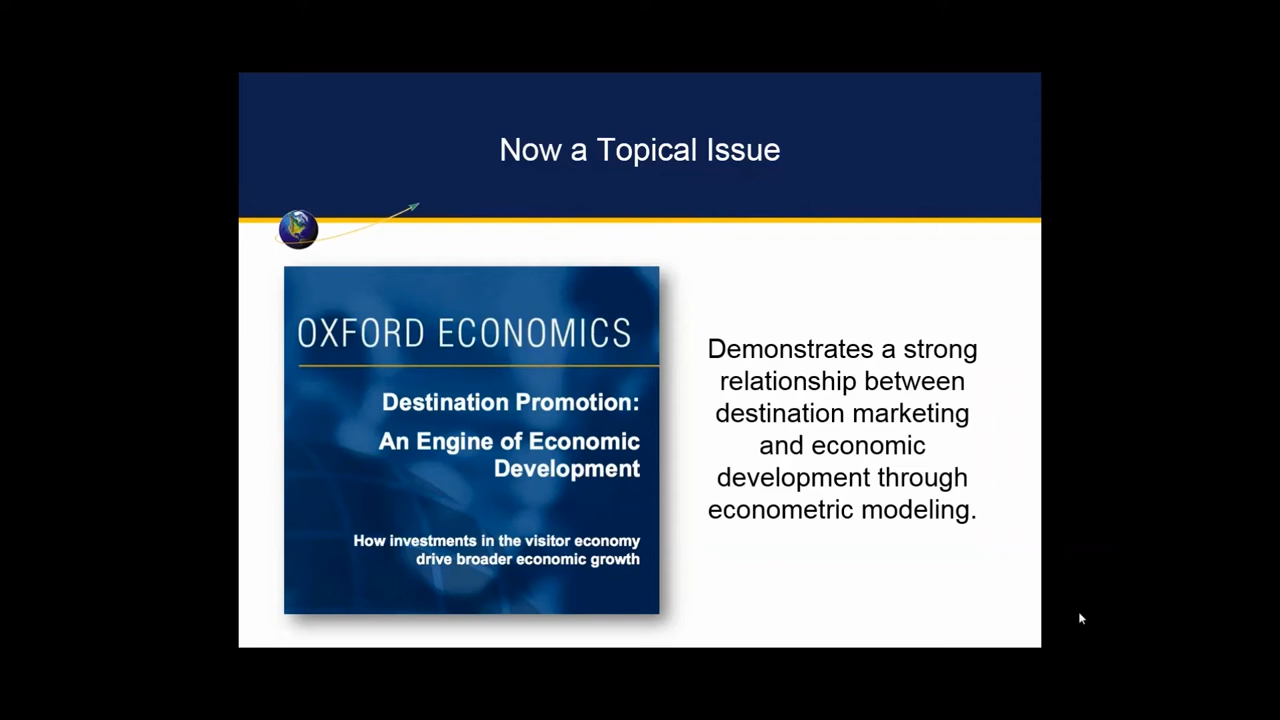 Now a Topical Issue
OXFORD ECONOMICS
Destination Promotion:
An Engine of Economic
Development
How investments in the visitor economy
drive broader economic growth
Demonstrates a strong
relationship between
destination marketing
and economic
development through
econometric modeling.